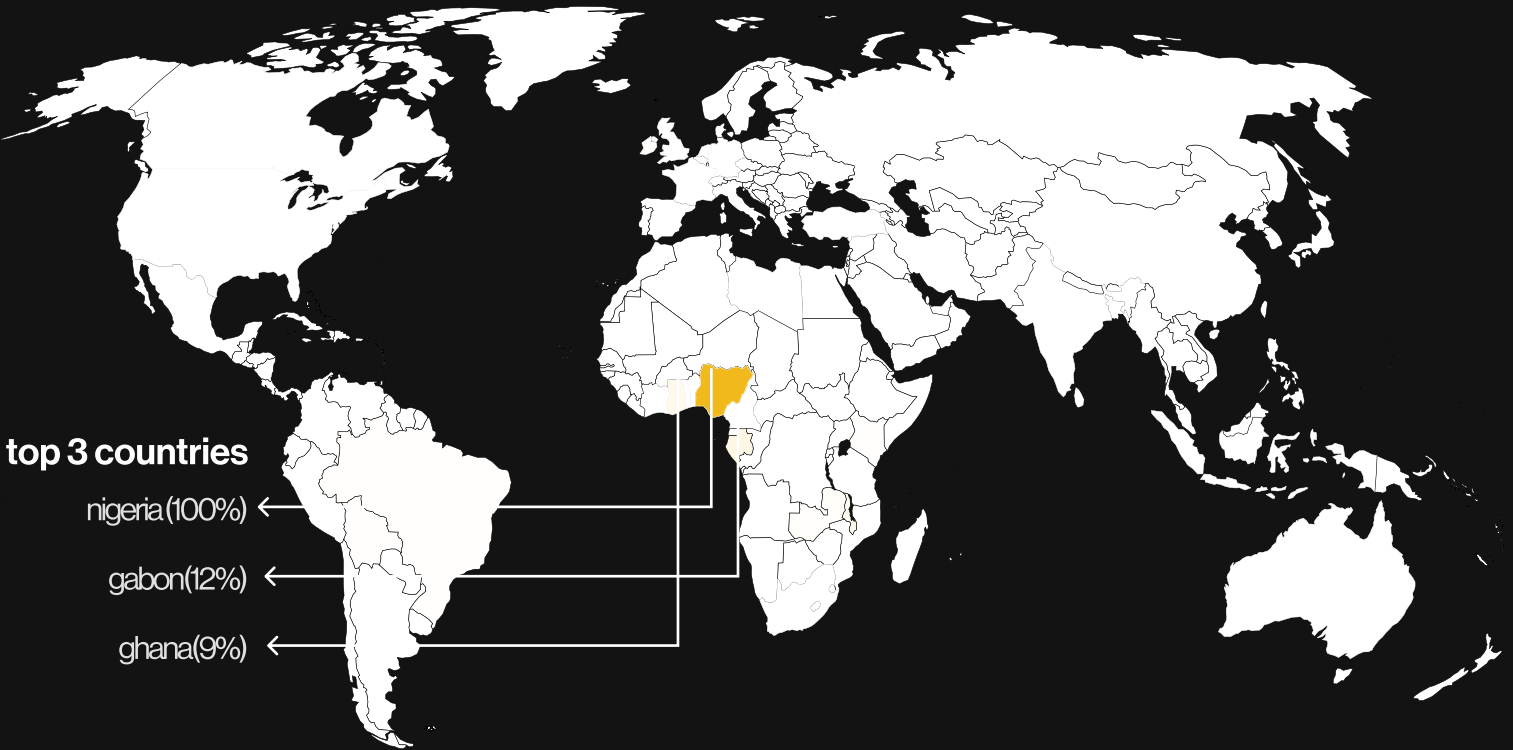 top 3 countries
nigeria (100%)
gabon(12%)
ghana(9%)